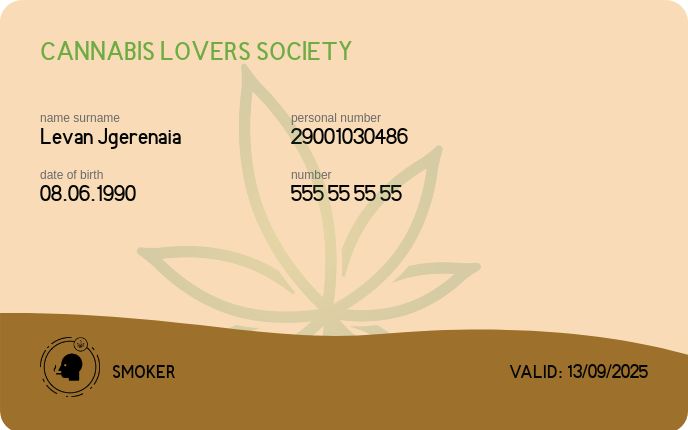 CANNABIS LOVERS SOCIETY
name surname
Levan Jgerenaia
personal number
29001030486
date of birth
08.06.1990
number
555 55 55 55
SMOKER
VALID: 13/09/2025